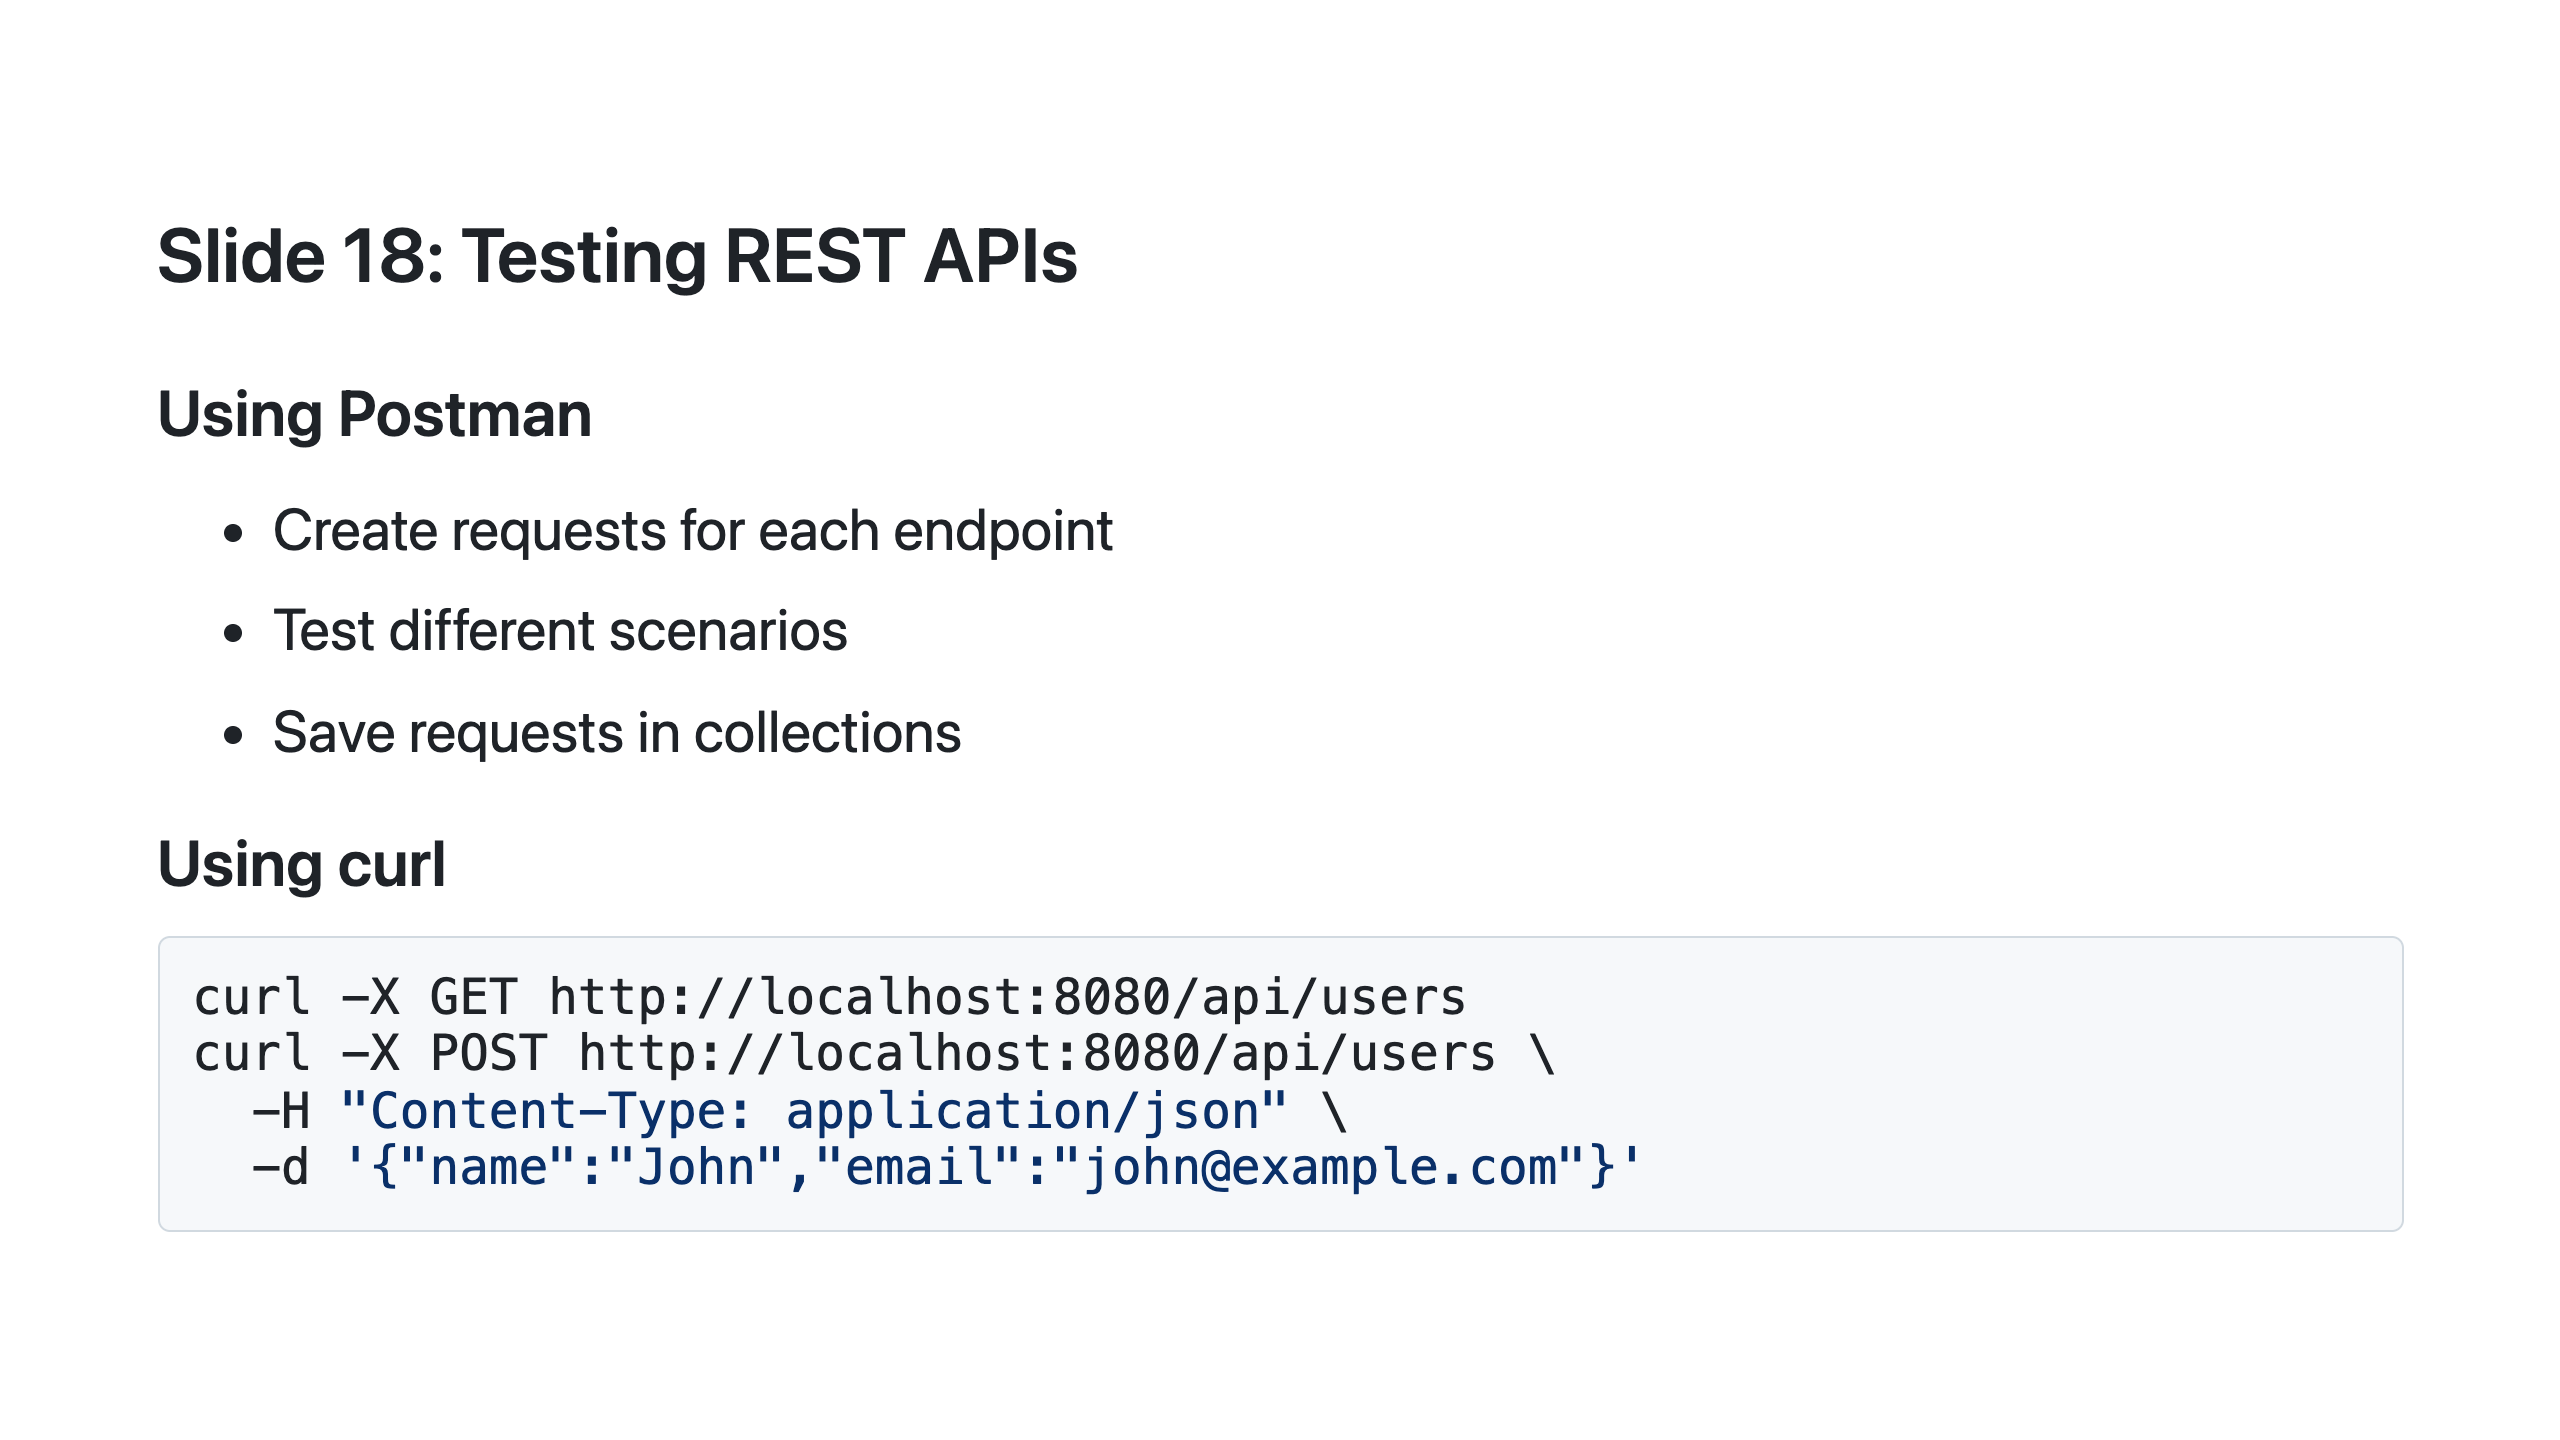 Slide 18: Testing REST APIs
Using Postman
• Create requests for each endpoint
• Test different scenarios
• Save requests in collections
Using curl
curl -X GET http://localhost:8080/api/users
curl -X POST http://localhost:8080/api/users \
  -H "Content-Type: application/json" \
  -d '{"name":"John","email":"john@example.com"}'